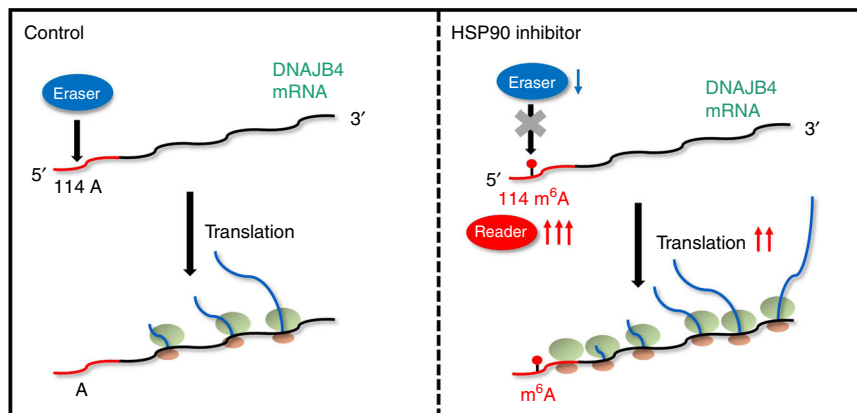 Control
DNAJB4
mRNA
Eraser
3′
5′
114 A
Translation
A
HSP90 inhibitor
Eraser
DNAJB4
mRNA
3′
5′
114 m⁶A
Reader
Translation
m⁶A